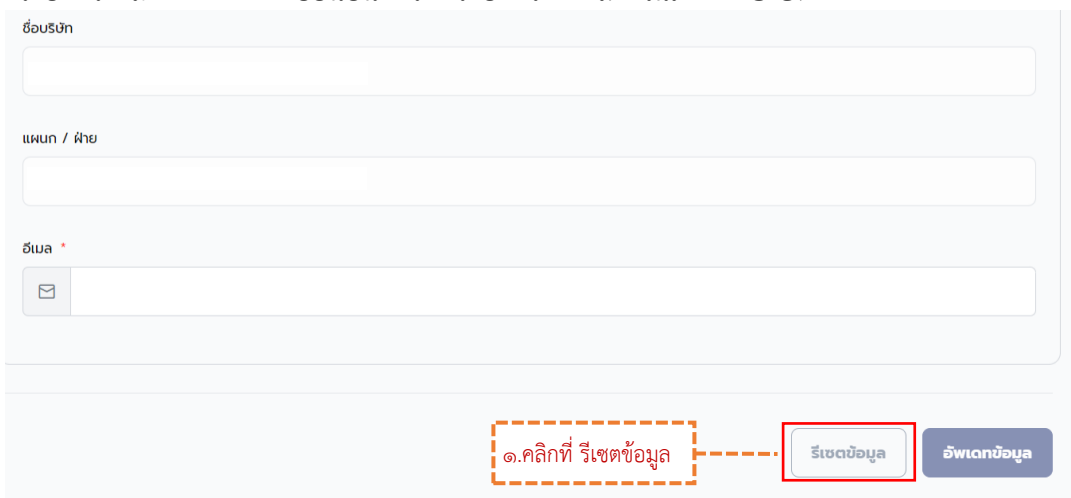 ชื่อบริษัท
แผนก / ฝ่าย
อีเมล *
๑.คลิกที่ รีเซตข้อมูล
รีเซตข้อมูล
อัพเดทข้อมูล